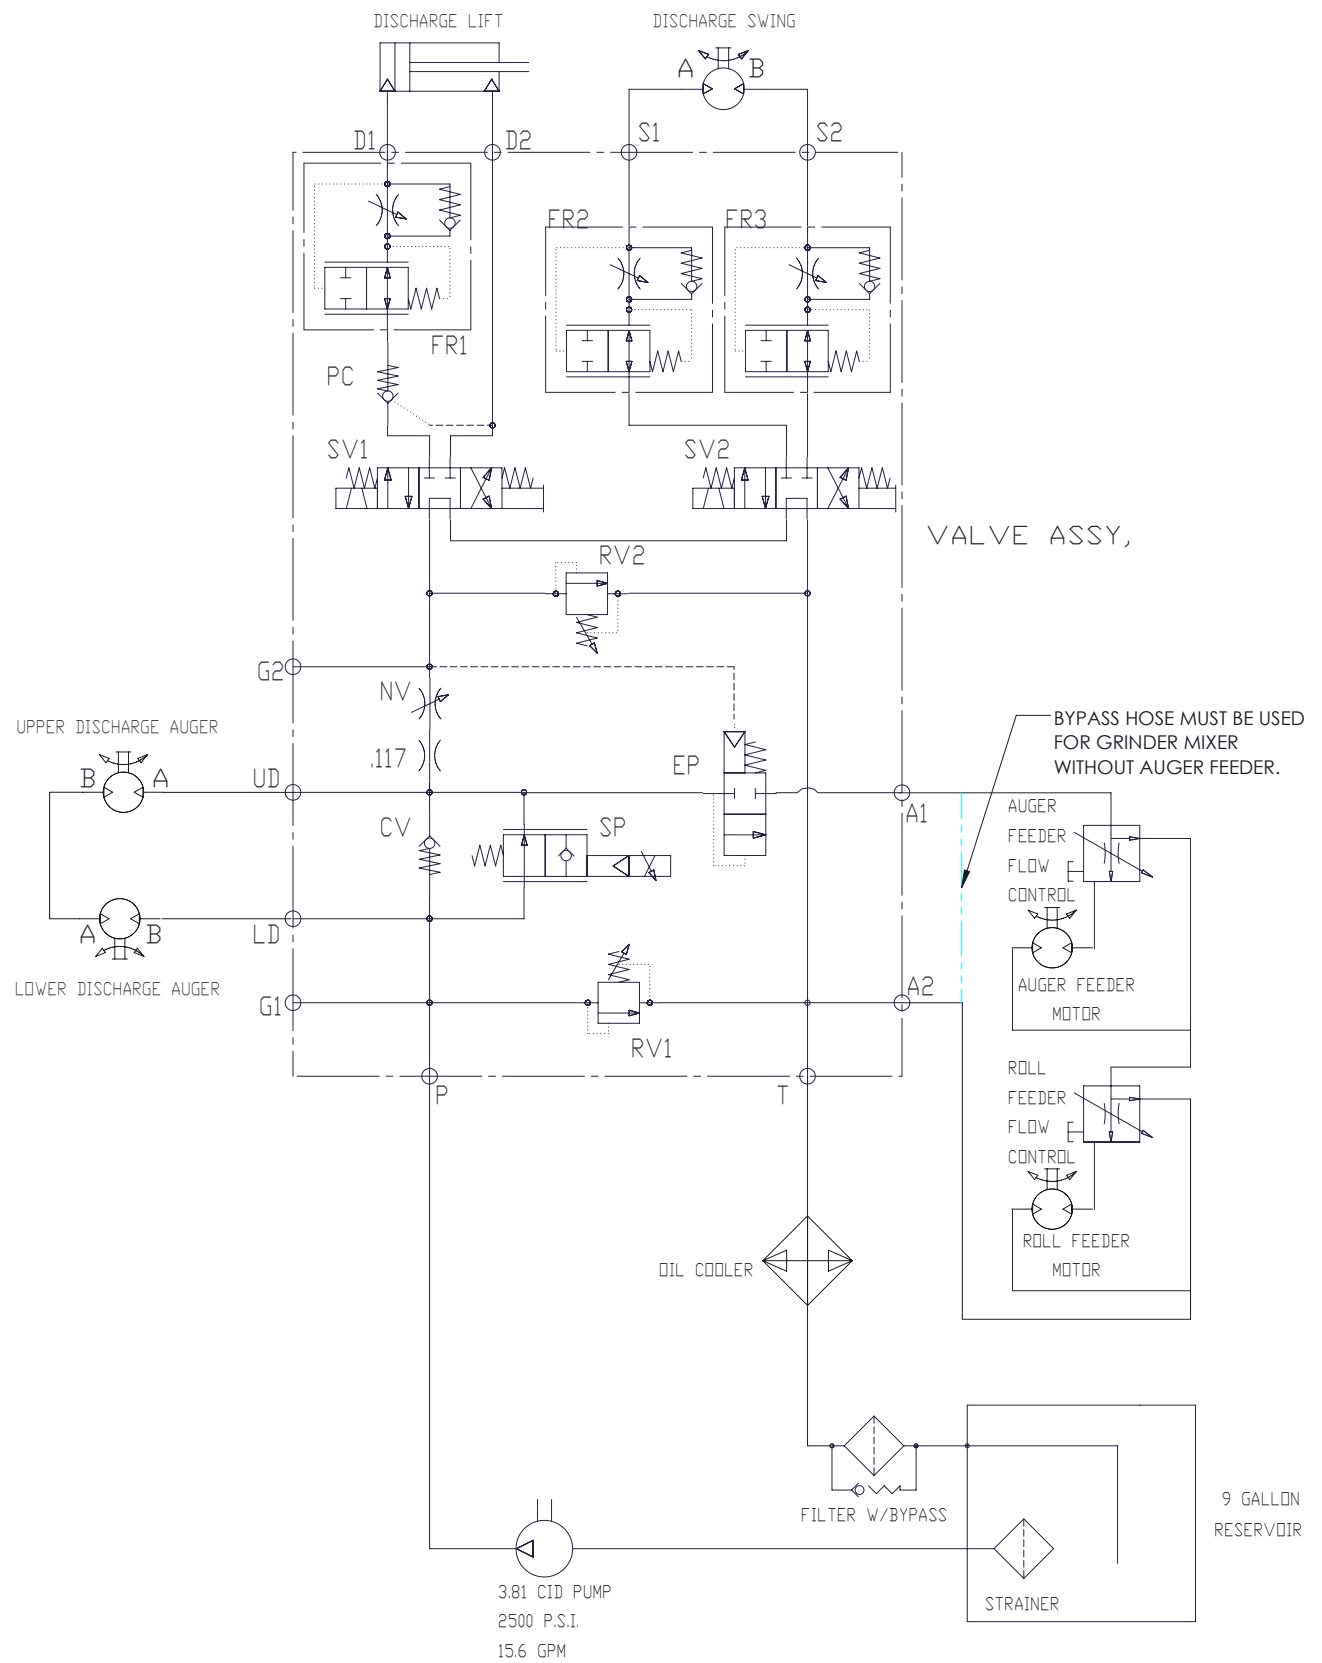 DISCHARGE LIFT
DISCHARGE SWING
A
B
D1
D2
S1
S2
FR2
FR3
FR1
PC
SV1
SV2
VALVE ASSY,
RV2
G2
NV
BYPASS HOSE MUST BE USED
FOR GRINDER MIXER
WITHOUT AUGER FEEDER.
UPPER DISCHARGE AUGER
.117
EP
B
A
UD
A1
AUGER
FEEDER
FLOW
CONTROL
CV
SP
A
B
LD
LOWER DISCHARGE AUGER
G1
A2
AUGER FEEDER
MOTOR
RV1
P
T
ROLL
FEEDER
FLOW
CONTROL
ROLL FEEDER
MOTOR
OIL COOLER
FILTER W/BYPASS
9 GALLON
RESERVOIR
3.81 CID PUMP
2500 P.S.I.
15.6 GPM
STRAINER